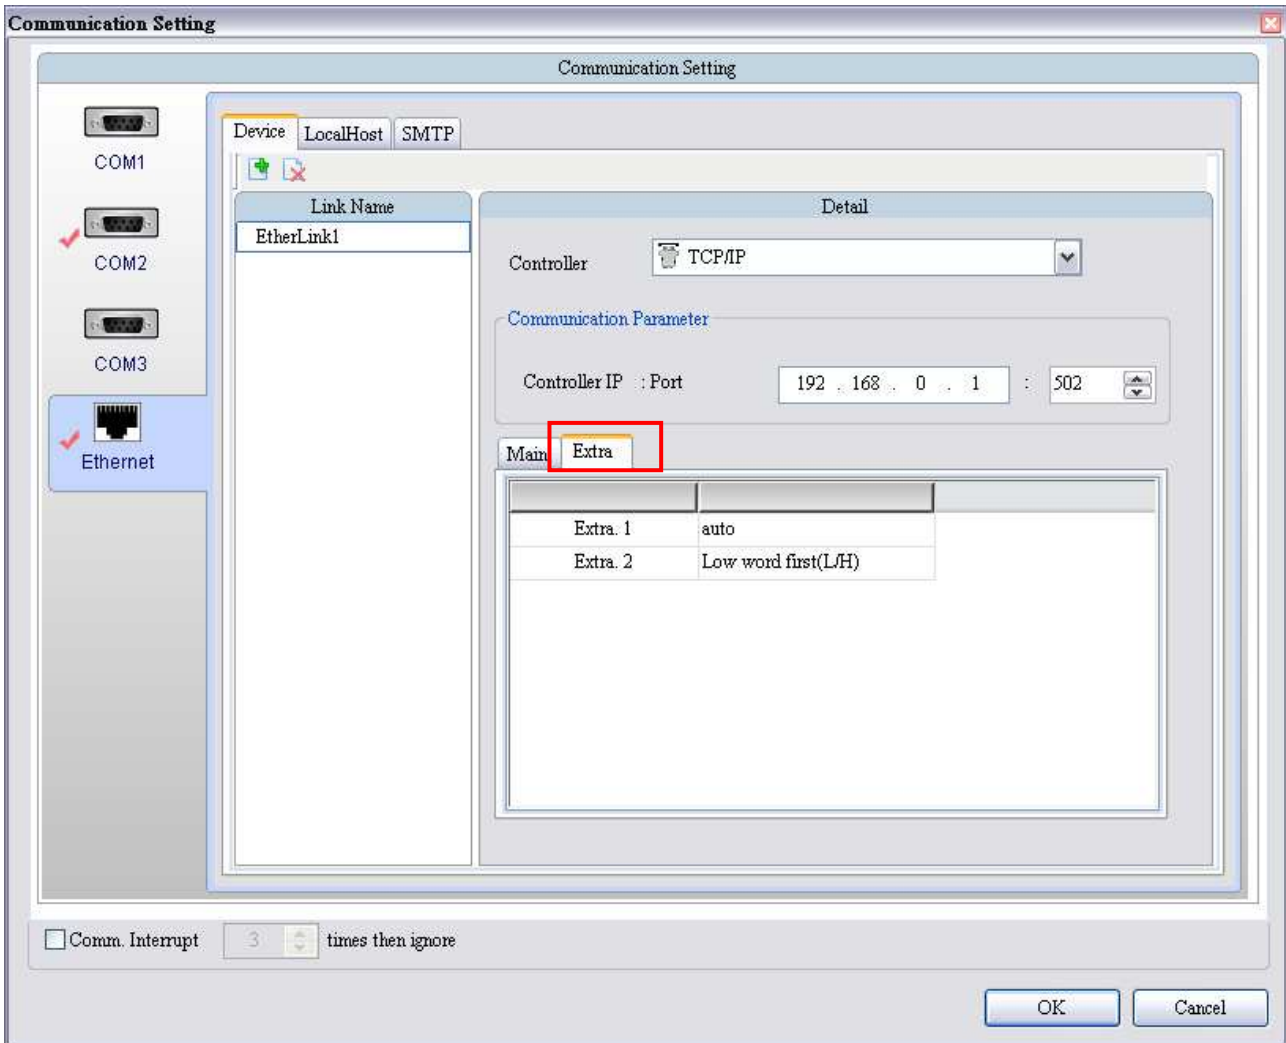 Communication Setting
Communication Setting
COM1
COM2
COM3
Ethernet
Device LocalHost SMTP
Link Name
EtherLink1
Detail
Controller TCP/IP
Communication Parameter
Controller IP : Port 192 . 168 . 0 . 1 : 502
Main Extra
Extra. 1 auto
Extra. 2 Low word first(L/H)
Comm. Interrupt 3 times then ignore
OK Cancel